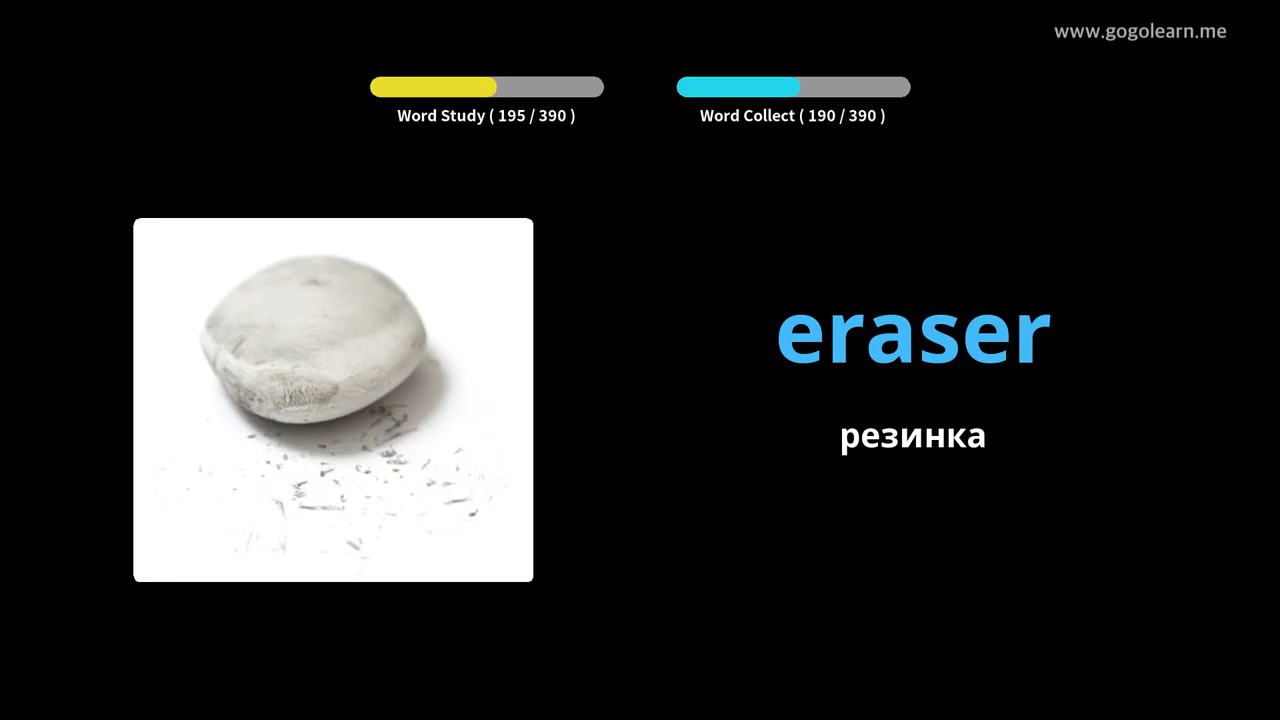 www.gogolearn.me
Word Study ( 195 / 390 )
Word Collect ( 190 / 390 )
eraser
резинка